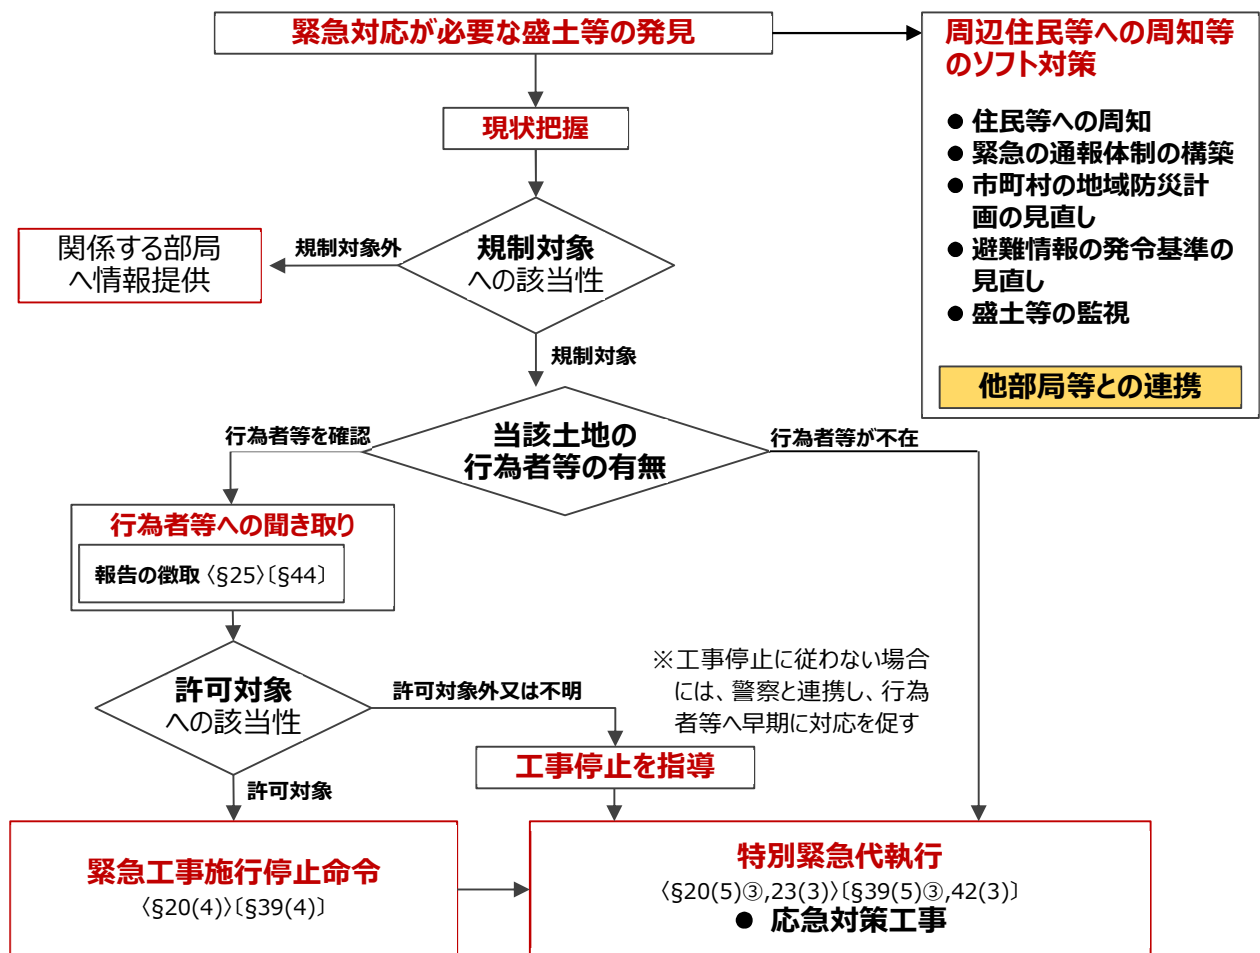 緊急対応が必要な盛土等の発見
周辺住民等への周知等
のソフト対策
● 住民等への周知
● 緊急の通報体制の構築
● 市町村の地域防災計
画の見直し
● 避難情報の発令基準の
見直し
● 盛土等の監視
他部局等との連携
現状把握
規制対象
への該当性
規制対象外
関係する部局
へ情報提供
規制対象
当該土地の
行為者等の有無
行為者等を確認
行為者等が不在
行為者等への聞き取り
報告の徴取〈§25〉〔§44〕
許可対象
への該当性
許可対象外又は不明
※工事停止に従わない場合
には、警察と連携し、行為
者等へ早期に対応を促す
工事停止を指導
許可対象
緊急工事施行停止命令
〈§20(4)〉〔§39(4)〕
特別緊急代執行
〈§20(5)③,23(3)〉〔§39(5)③,42(3)〕
● 応急対策工事